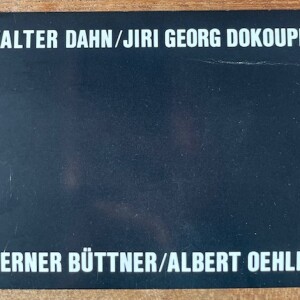 ALTER DAHN/JIRI GEORG DOKOUPI
ERNER BÜTTNER/ALBERT OEHLE